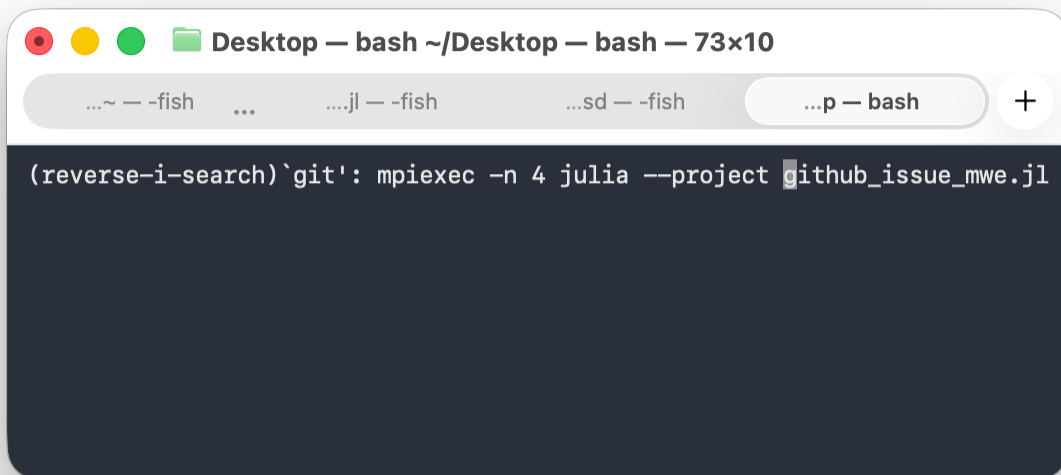 Desktop — bash ~/Desktop — bash — 73×10
...~ — -fish ... ....jl — -fish ...sd — -fish ...p — bash +
(reverse-i-search)`git': mpiexec -n 4 julia --project github_issue_mwe.jl